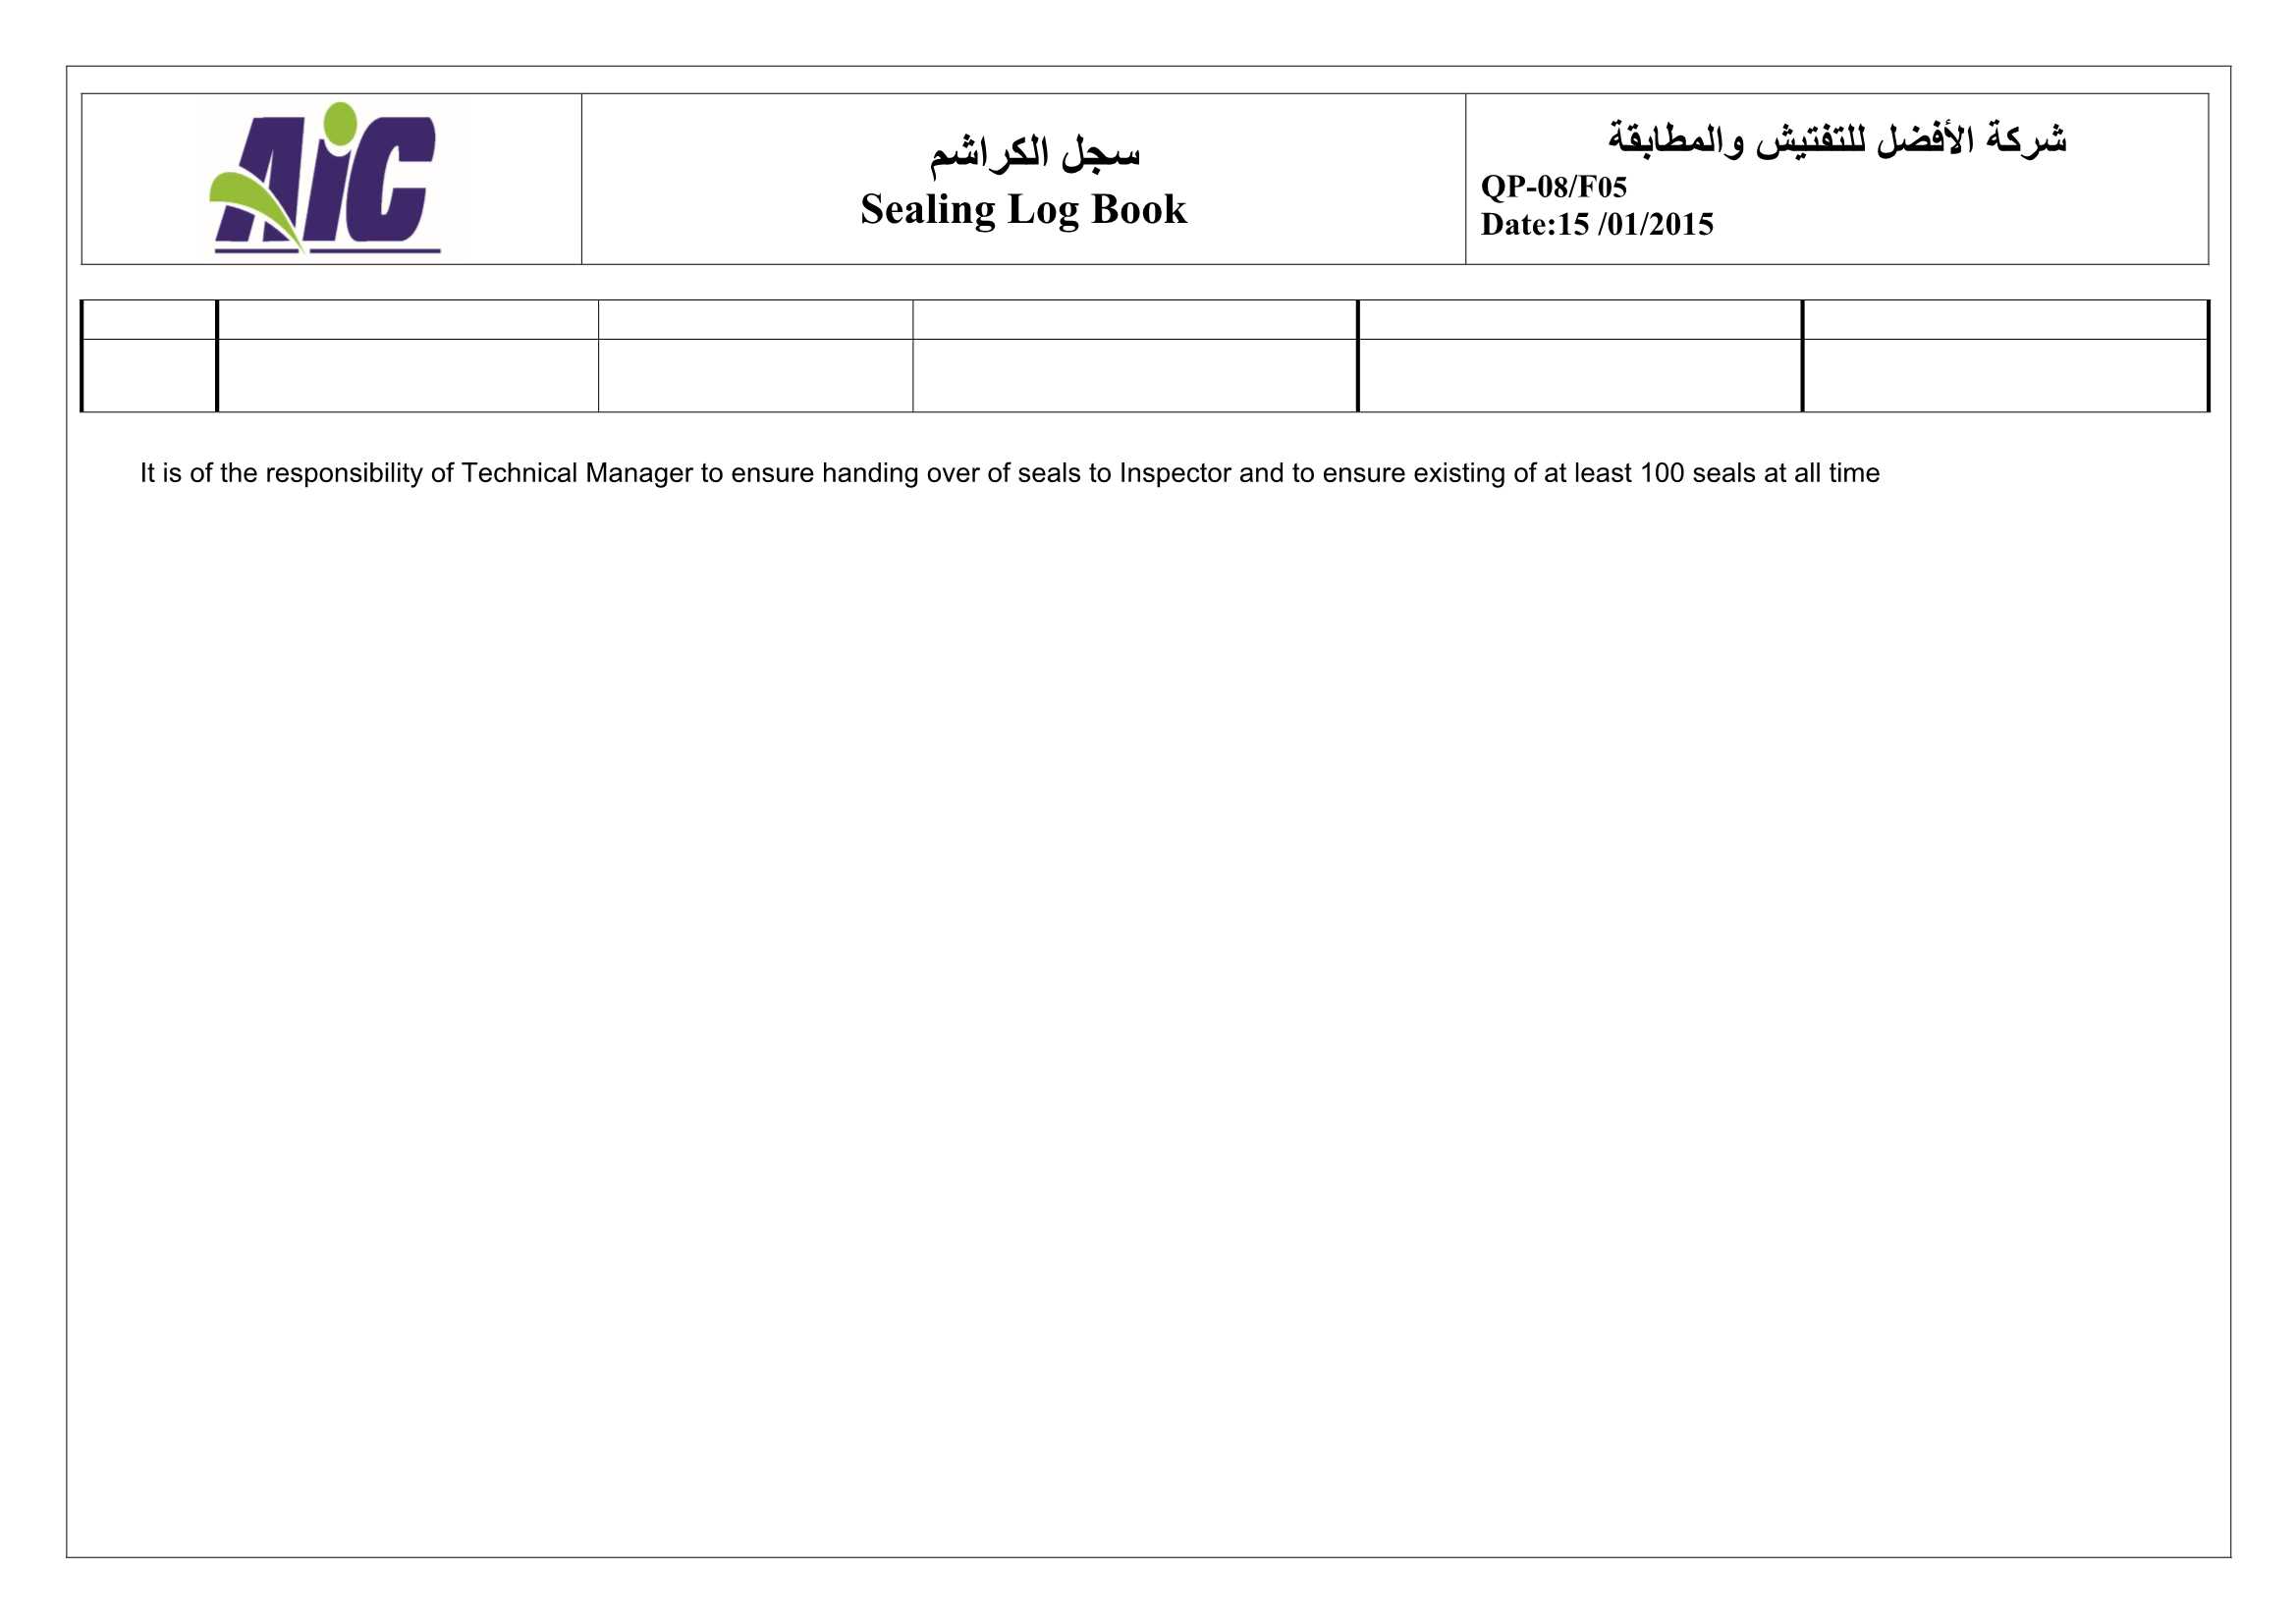 AiC
سجل الكراشم
Sealing Log Book
شركة الأفضل للتفتيش والمطابقة
QP-08/F05
Date:15 /01/2015
It is of the responsibility of Technical Manager to ensure handing over of seals to Inspector and to ensure existing of at least 100 seals at all time